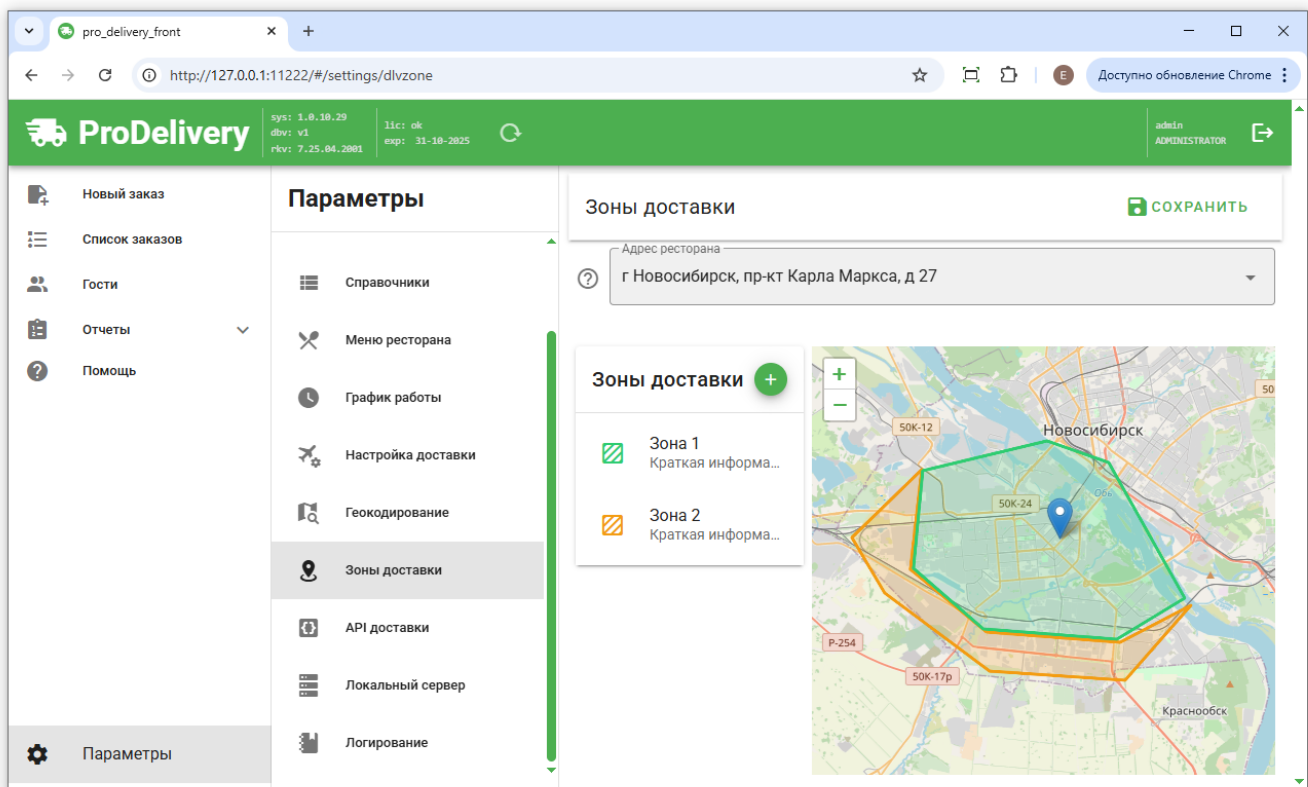 pro_delivery_front
http://127.0.0.1:11222/#/settings/dlvzone
E
Доступно обновление Chrome
ProDelivery
sys: 1.0.10.29
dbv: v1
rkv: 7.25.04.2001
lic: ok
exp: 31-10-2025
admin
ADMINISTRATOR
Новый заказ
Список заказов
Гости
Отчеты
Помощь
Параметры
Параметры
Справочники
Меню ресторана
График работы
Настройка доставки
Геокодирование
Зоны доставки
API доставки
Локальный сервер
Логирование
Зоны доставки
СОХРАНИТЬ
Адрес ресторана
г Новосибирск, пр-кт Карла Маркса, д 27
Зоны доставки
+
Зона 1
Краткая информа...
Зона 2
Краткая информа...
+
−
50
50К-12
Новосибирск
Обь
50К-24
Р-254
50К-17р
Краснообск